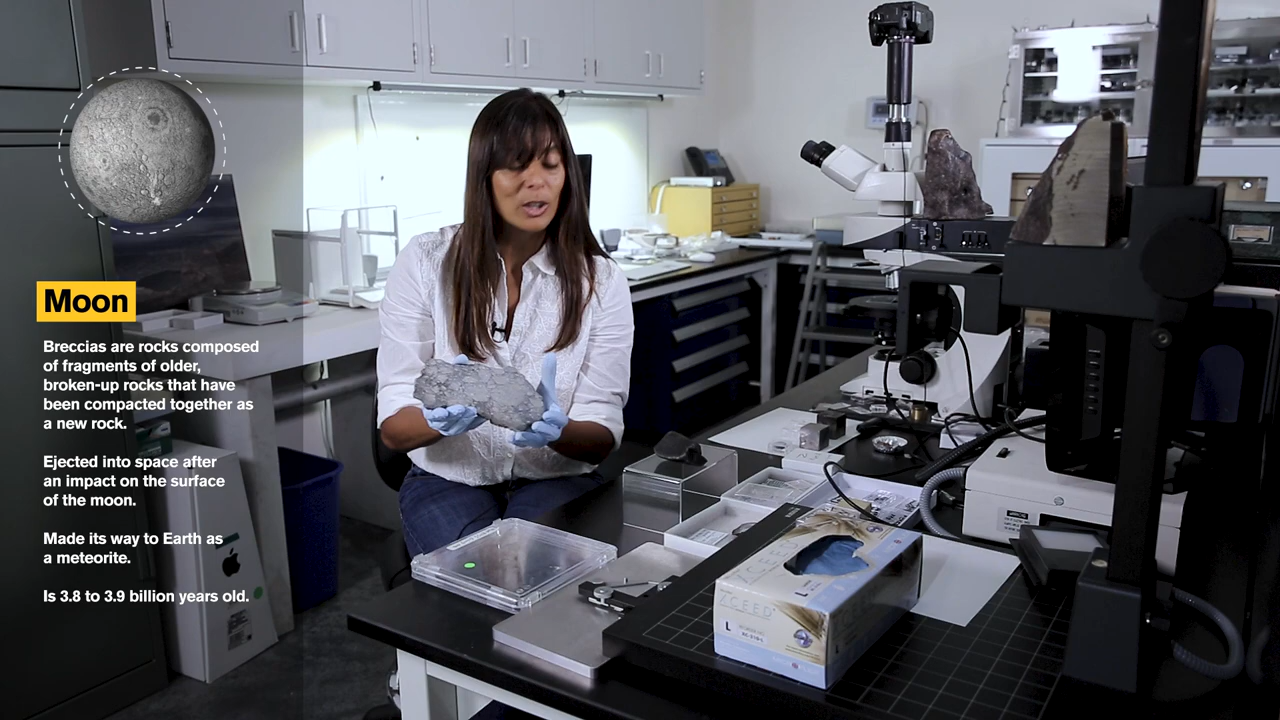 Moon
Breccias are rocks composed
of fragments of older,
broken-up rocks that have
been compacted together as
a new rock.
Ejected into space after
an impact on the surface
of the moon.
Made its way to Earth as
a meteorite.
Is 3.8 to 3.9 billion years old.
XCEED
L